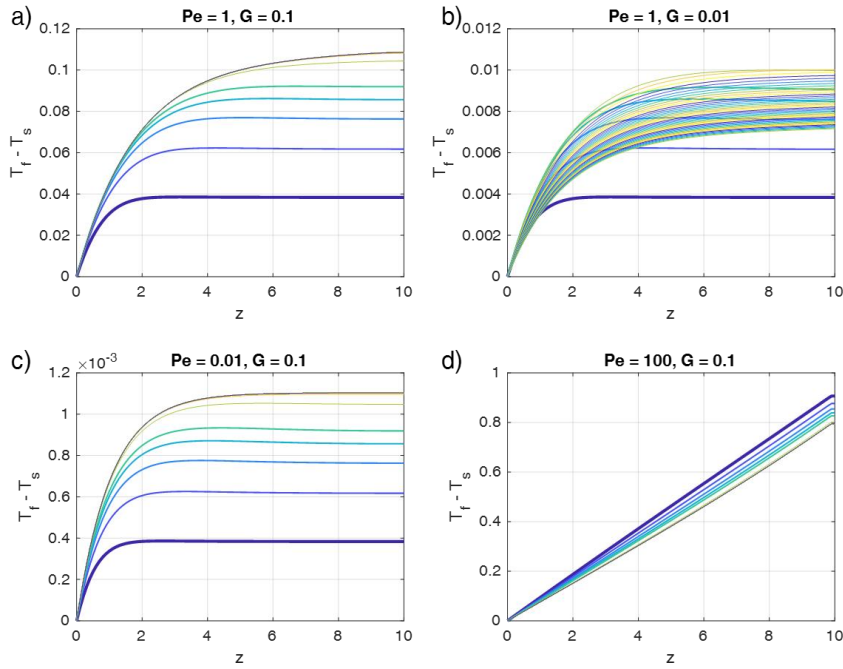 a)
Pe = 1, G = 0.1
0.12
0.1
0.08
0.06
0.04
0.02
0
T_f - T_s
0 2 4 6 8 10
z
b)
Pe = 1, G = 0.01
0.012
0.01
0.008
0.006
0.004
0.002
0
T_f - T_s
0 2 4 6 8 10
z
c)
Pe = 0.01, G = 0.1
×10⁻³
1.2
1
0.8
0.6
0.4
0.2
0
T_f - T_s
0 2 4 6 8 10
z
d)
Pe = 100, G = 0.1
1
0.8
0.6
0.4
0.2
0
T_f - T_s
0 2 4 6 8 10
z